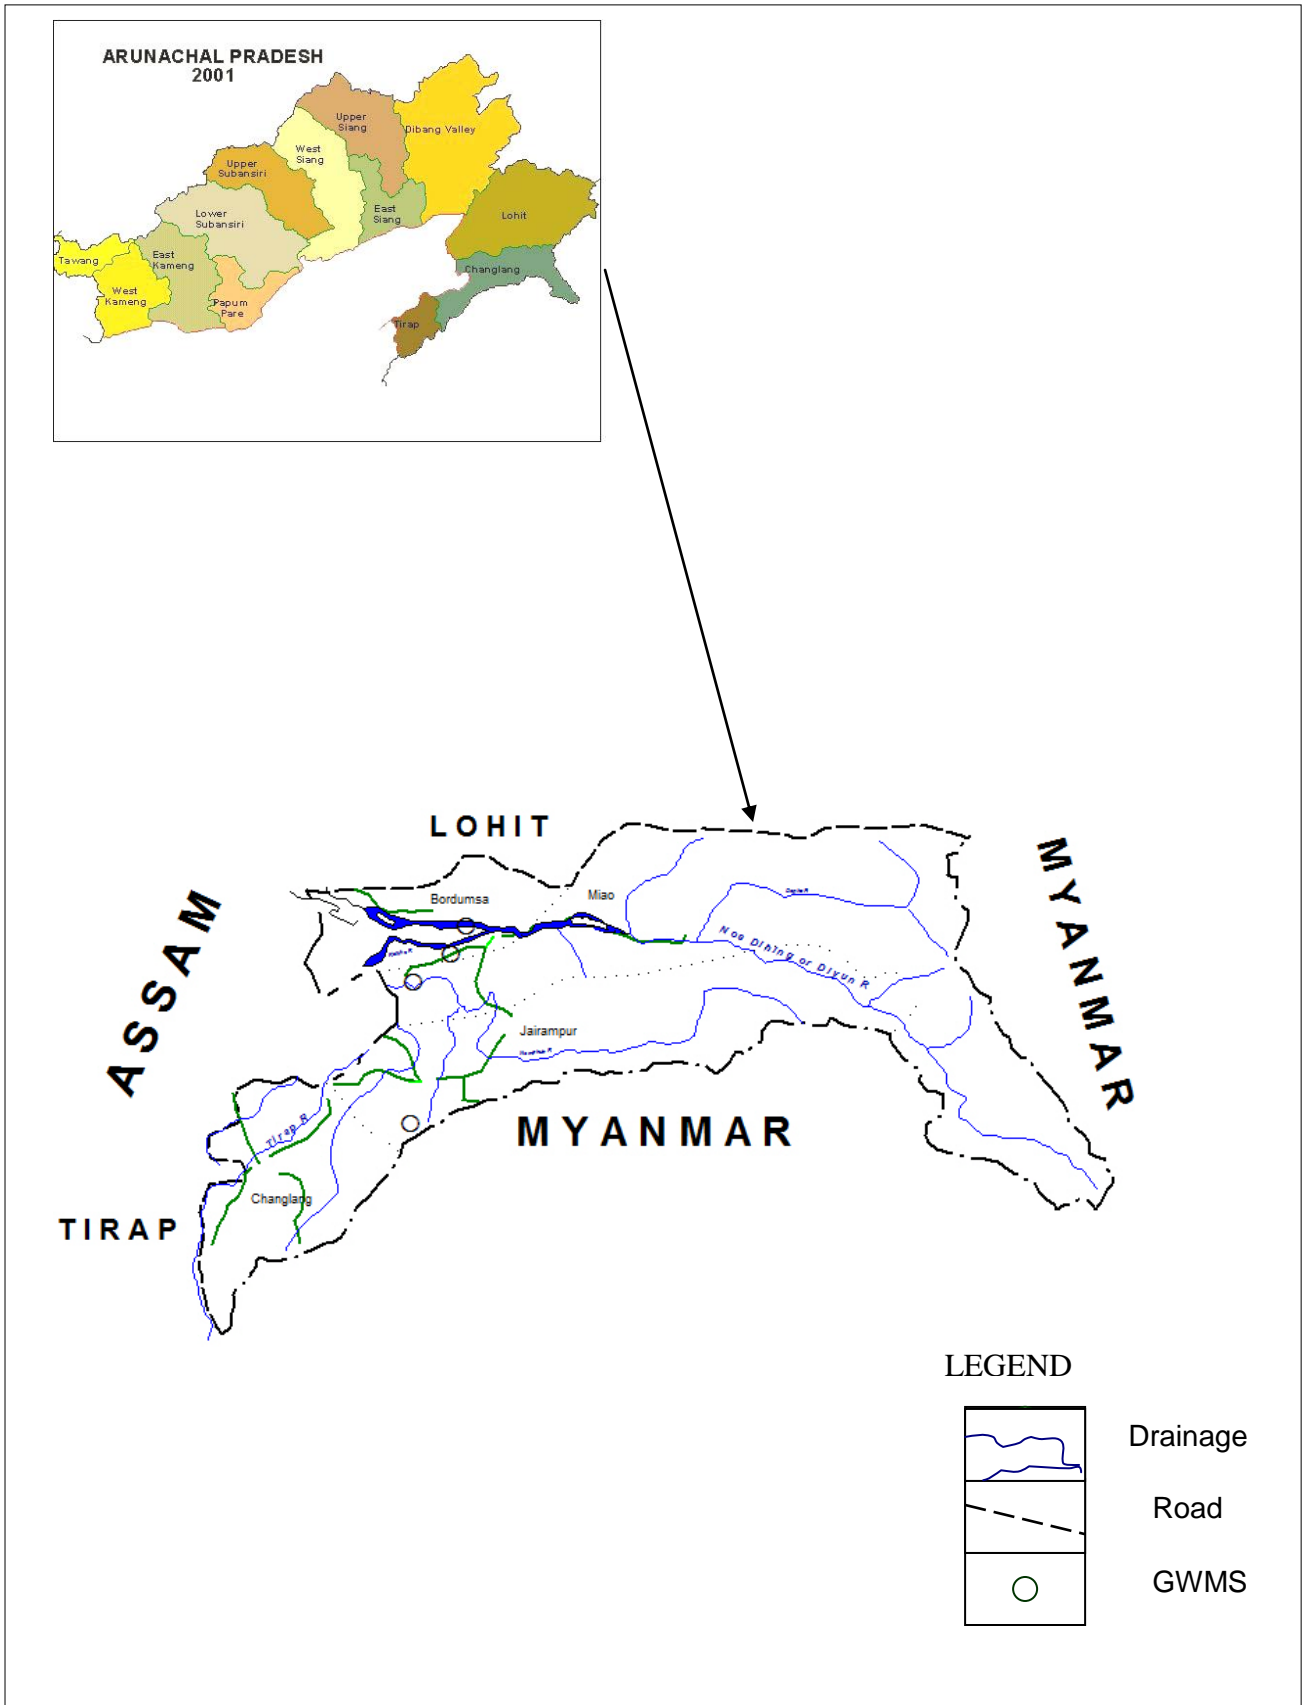 ARUNACHAL PRADESH
2001
Upper
Siang
Dibang Valley
West
Siang
Upper
Subansiri
East
Siang
Lohit
Lower
Subansiri
East
Kameng
Tawang
Changlang
West
Kameng
Papum
Pare
Tirap
LOHIT
MYANMAR
ASSAM
Bordumsa
Miao
Noa Dihing or Diyun R
Jairampur
MYANMAR
Tirap R
Changlang
TIRAP
LEGEND
Drainage
Road
GWMS